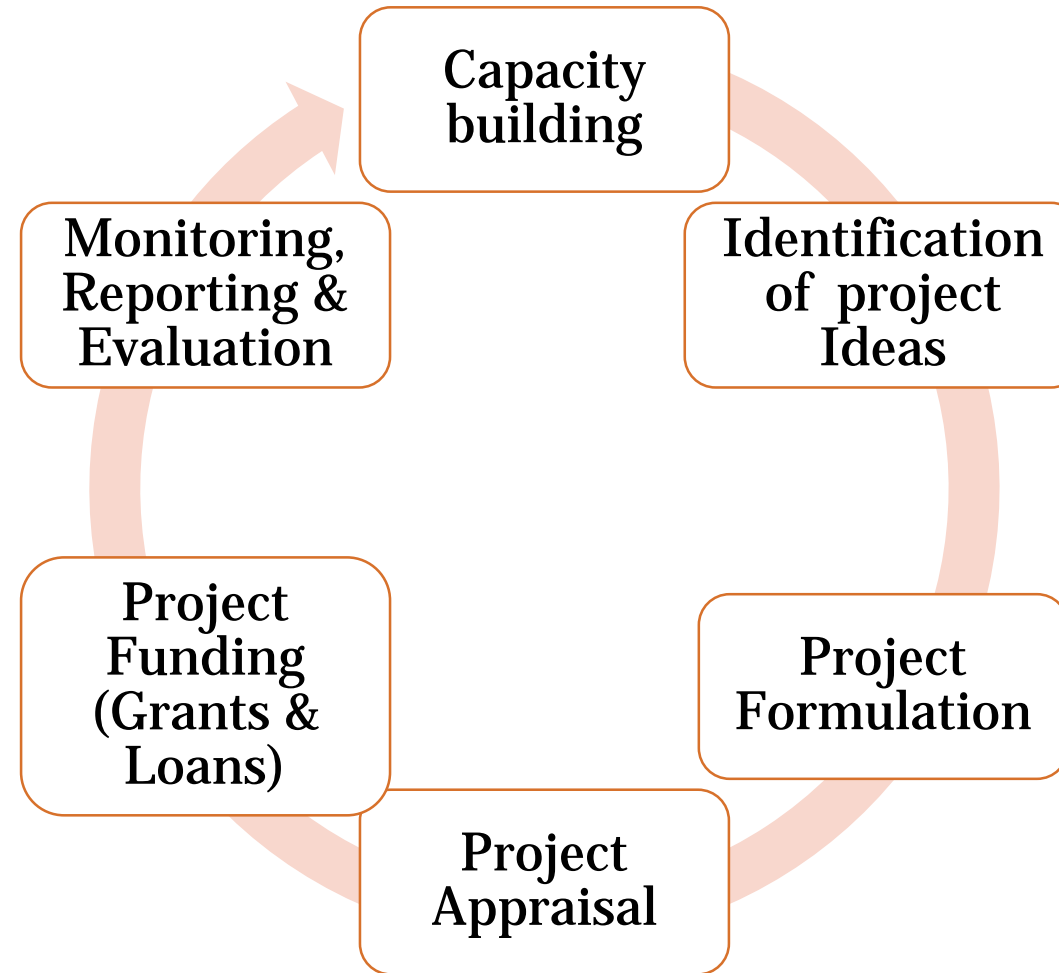 Capacity
building
Identification
of project
Ideas
Project
Formulation
Project
Appraisal
Project
Funding
(Grants &
Loans)
Monitoring,
Reporting &
Evaluation